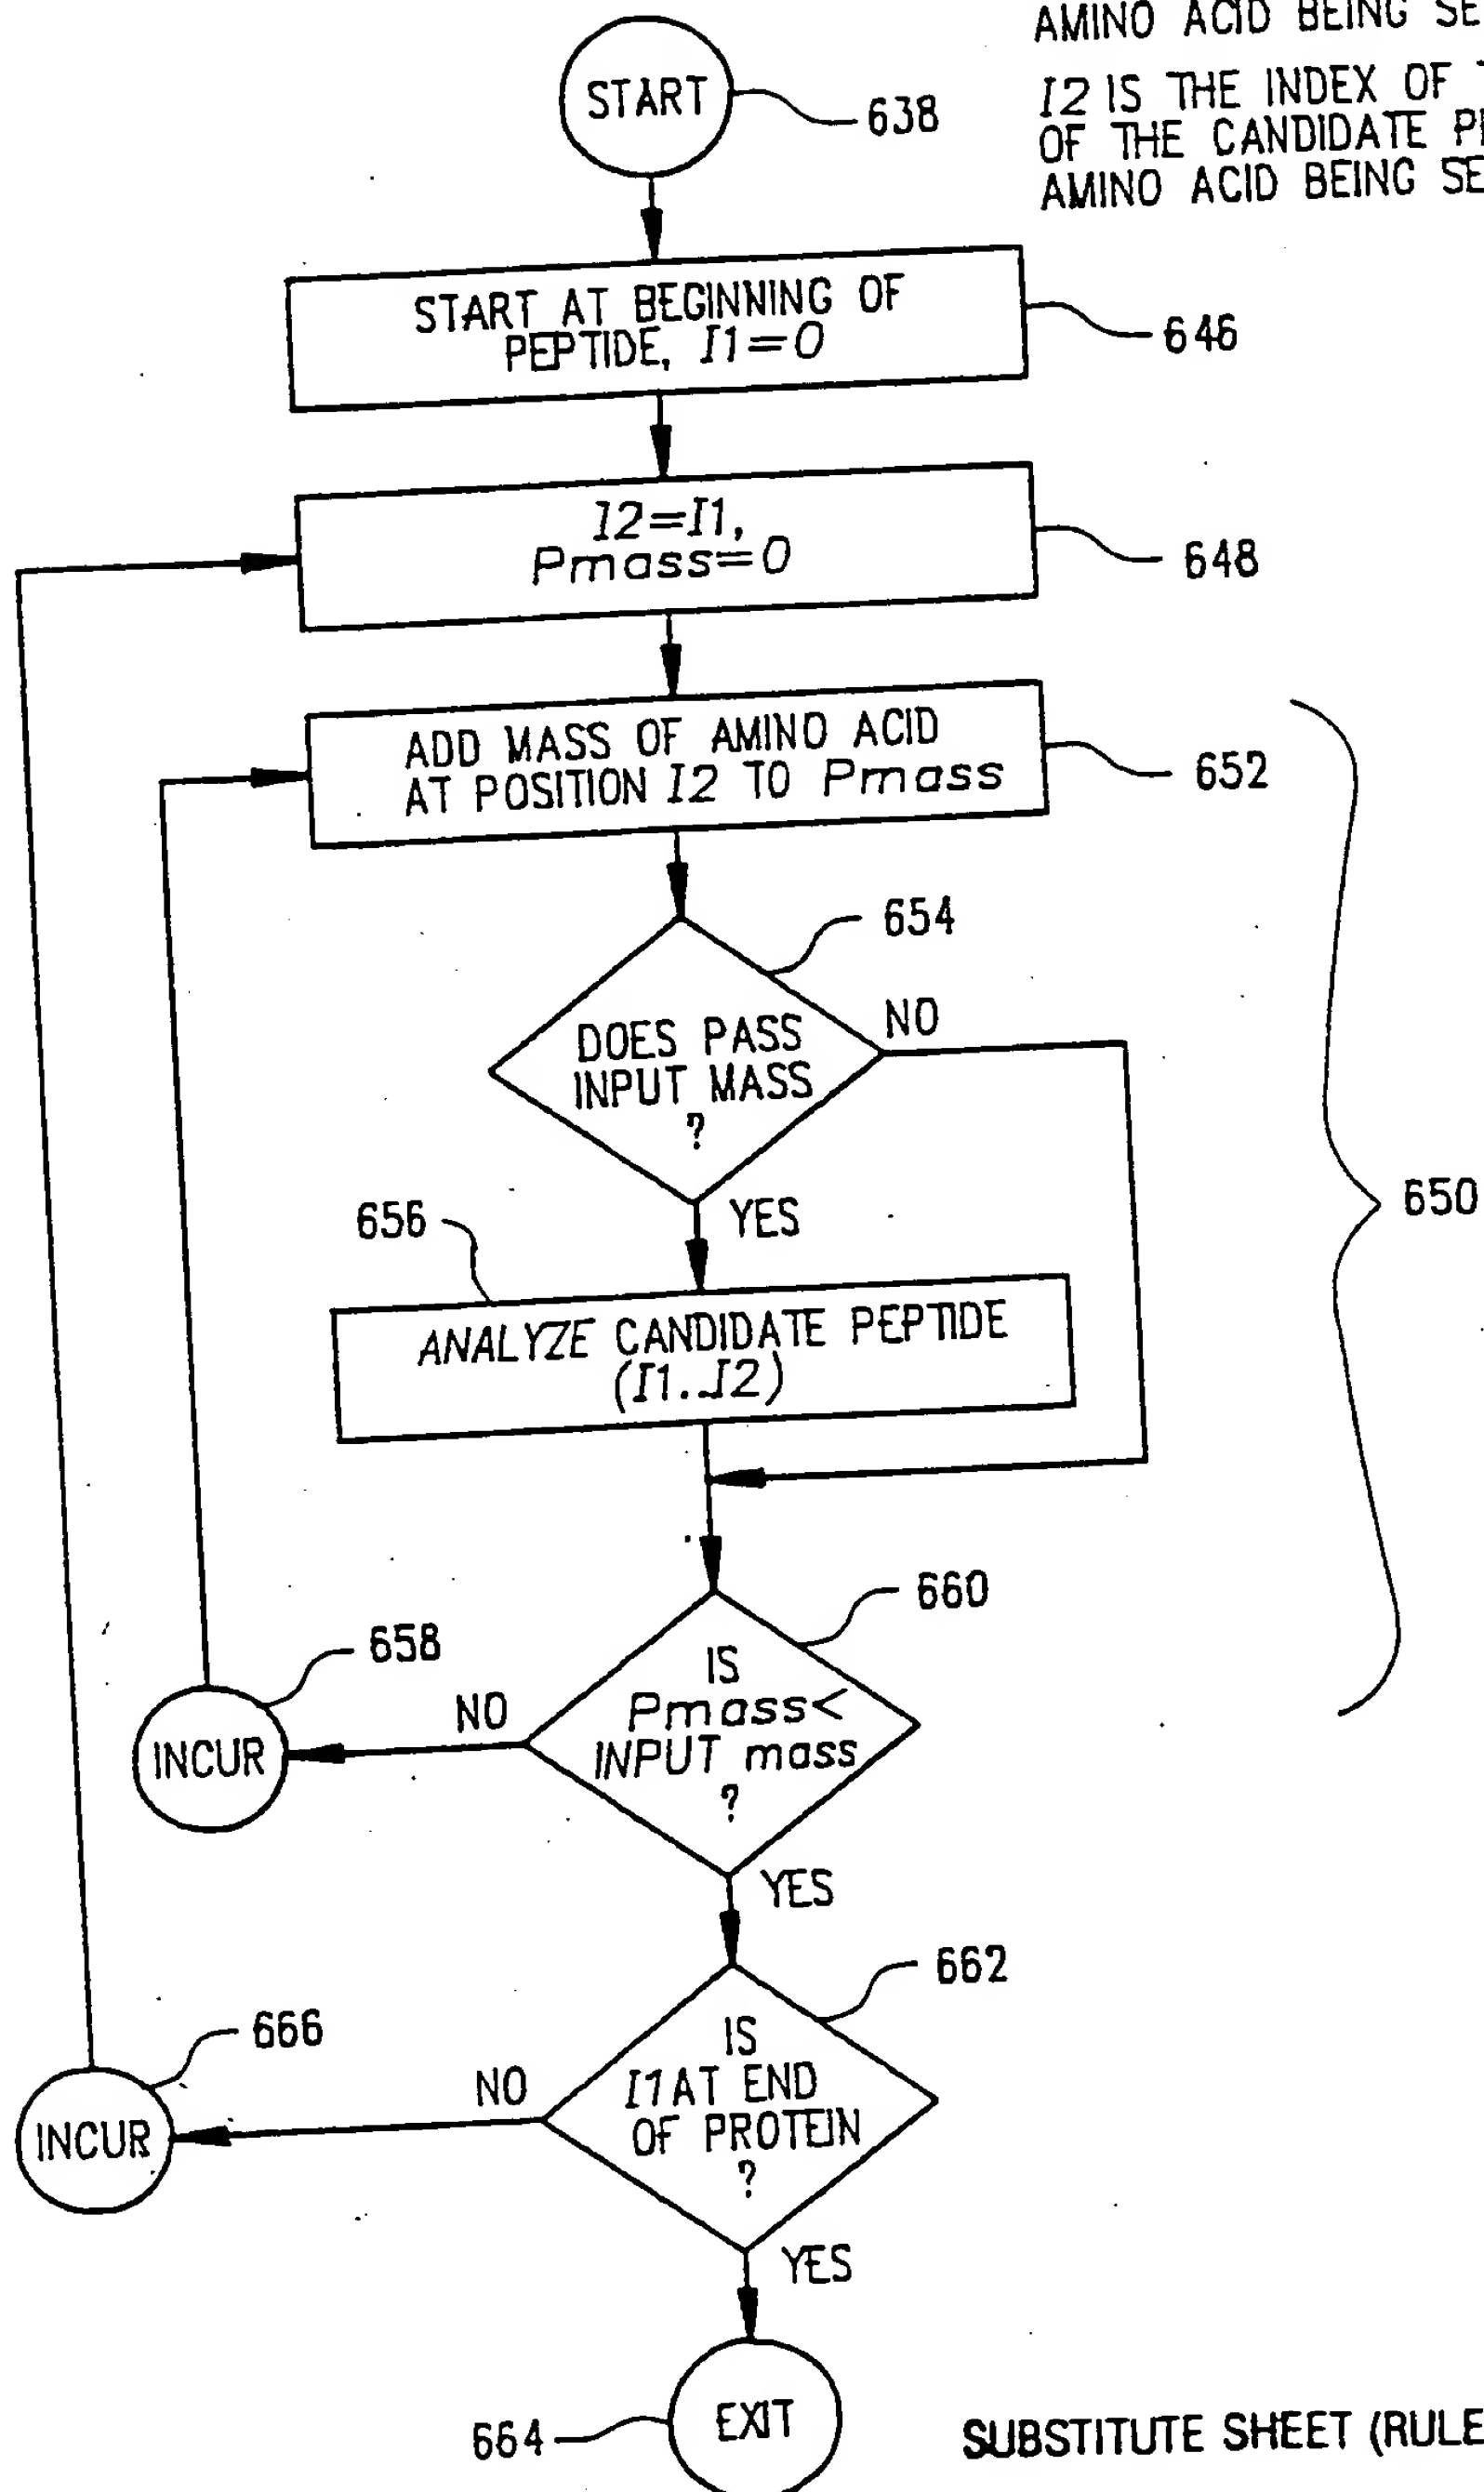 AMINO ACID BEING SE
I2 IS THE INDEX OF
OF THE CANDIDATE P
AMINO ACID BEING SE
START
638
START AT BEGINNING OF
PEPTIDE, I1=0
646
I2=I1,
Pmass=0
648
ADD MASS OF AMINO ACID
AT POSITION I2 TO Pmass
652
654
DOES PASS
INPUT MASS
?
NO
YES
650
656
ANALYZE CANDIDATE PEPTIDE
(I1..I2)
660
IS
Pmass<
INPUT mass
?
NO
658
INCUR
YES
662
IS
I1 AT END
OF PROTEIN
?
NO
666
INCUR
YES
EXIT
664
SUBSTITUTE SHEET (RULE